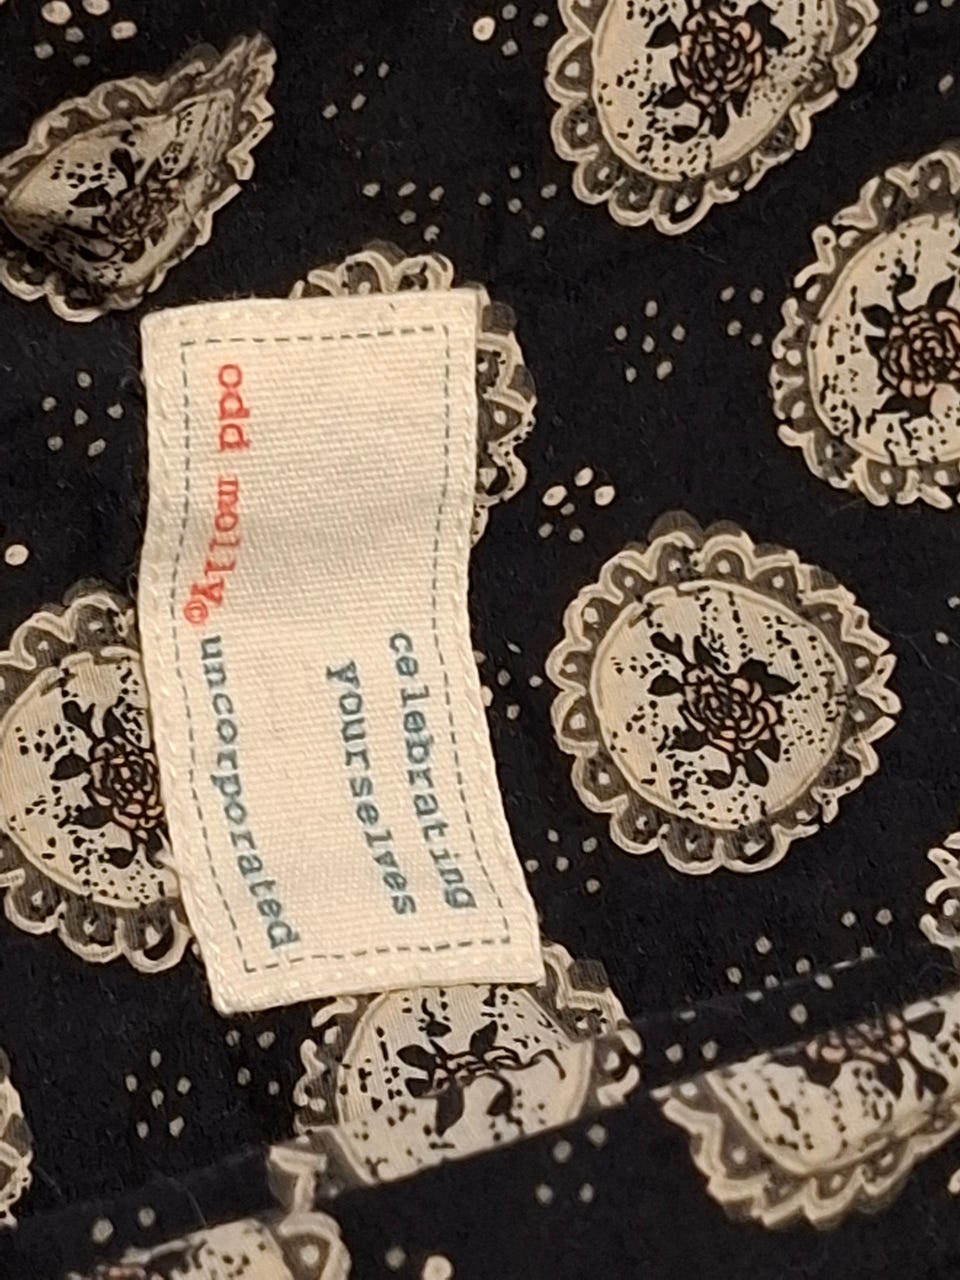 celebrating
yourselves
odd molly© uncorporated